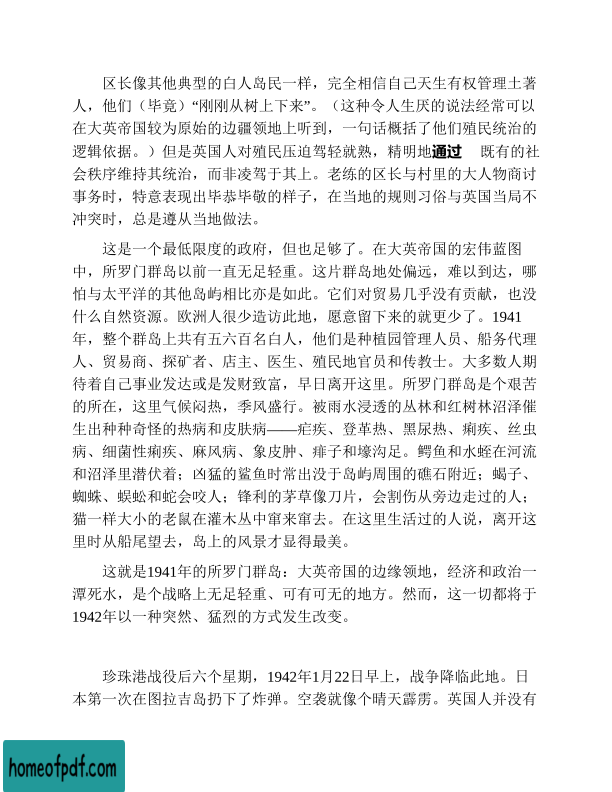 区长像其他典型的白人岛民一样，完全相信自己天生有权管理土著
人，他们（毕竟）“刚刚从树上下来”。（这种令人生厌的说法经常可以
在大英帝国较为原始的边疆领地上听到，一句话概括了他们殖民统治的
逻辑依据。）但是英国人对殖民压迫驾轻就熟，精明地通过 既有的社
会秩序维持其统治，而非凌驾于其上。老练的区长与村里的大人物商讨
事务时，特意表现出毕恭毕敬的样子，在当地的规则习俗与英国当局不
冲突时，总是遵从当地做法。
这是一个最低限度的政府，但也足够了。在大英帝国的宏伟蓝图
中，所罗门群岛以前一直无足轻重。这片群岛地处偏远，难以到达，哪
怕与太平洋的其他岛屿相比亦是如此。它们对贸易几乎没有贡献，也没
什么自然资源。欧洲人很少造访此地，愿意留下来的就更少了。1941
年，整个群岛上共有五六百名白人，他们是种植园管理人员、船务代理
人、贸易商、探矿者、店主、医生、殖民地官员和传教士。大多数人期
待着自己事业发达或是发财致富，早日离开这里。所罗门群岛是个艰苦
的所在，这里气候闷热，季风盛行。被雨水浸透的丛林和红树林沼泽催
生出种种奇怪的热病和皮肤病——疟疾、登革热、黑尿热、痢疾、丝虫
病、细菌性痢疾、麻风病、象皮肿、痱子和壕沟足。鳄鱼和水蛭在河流
和沼泽里潜伏着；凶猛的鲨鱼时常出没于岛屿周围的礁石附近；蝎子、
蜘蛛、蜈蚣和蛇会咬人；锋利的茅草像刀片，会割伤从旁边走过的人；
猫一样大小的老鼠在灌木丛中窜来窜去。在这里生活过的人说，离开这
里时从船尾望去，岛上的风景才显得最美。
这就是1941年的所罗门群岛：大英帝国的边缘领地，经济和政治一
潭死水，是个战略上无足轻重、可有可无的地方。然而，这一切都将于
1942年以一种突然、猛烈的方式发生改变。
珍珠港战役后六个星期，1942年1月22日早上，战争降临此地。日
本第一次在图拉吉岛扔下了炸弹。空袭就像个晴天霹雳。英国人并没有
homeofpdf.com